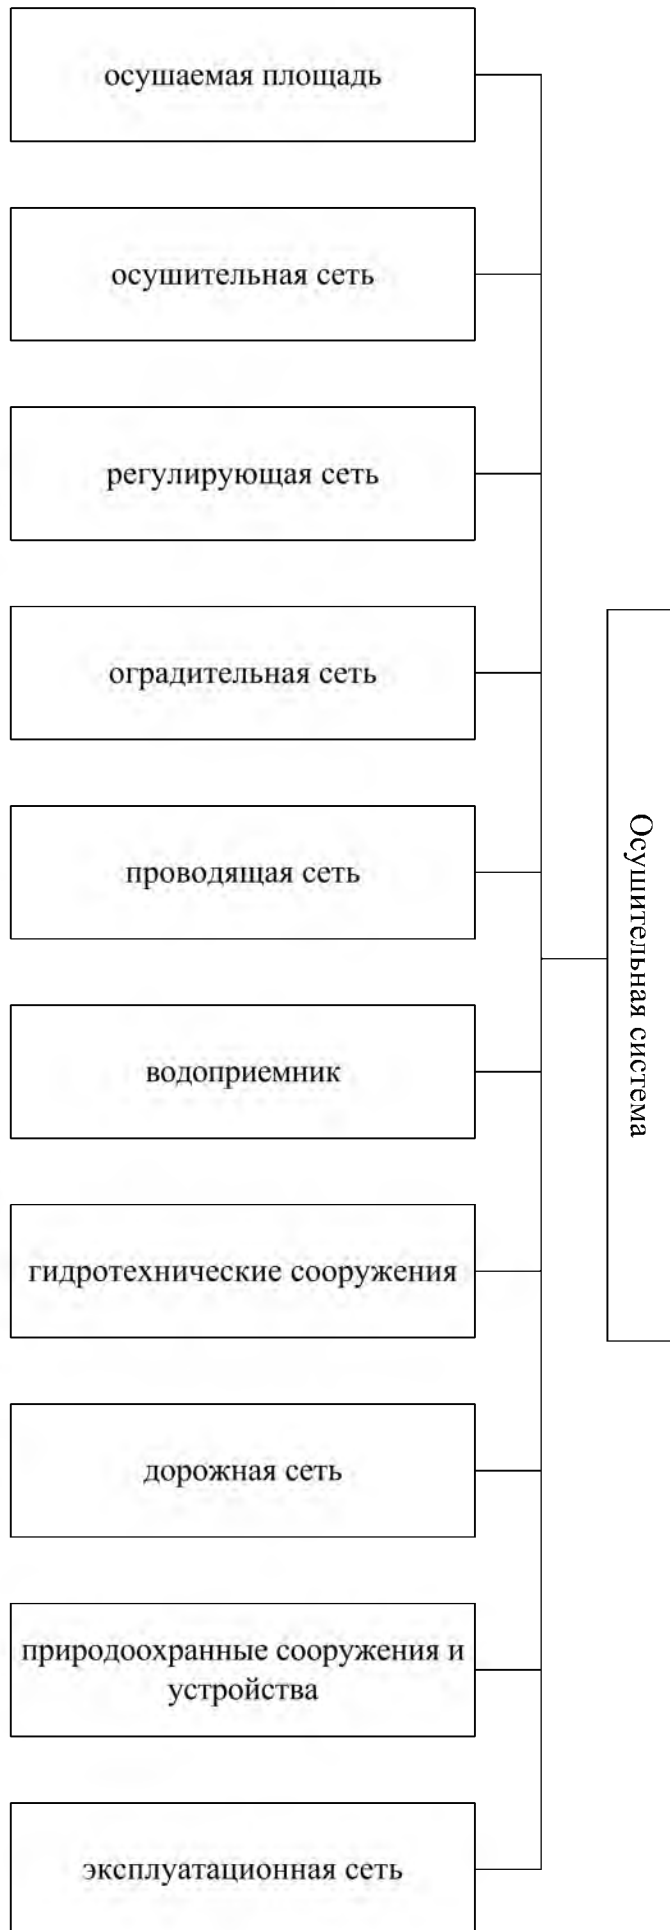 осушаемая площадь
осушительная сеть
регулирующая сеть
оградительная сеть
проводящая сеть
водоприемник
гидротехнические сооружения
дорожная сеть
природоохранные сооружения и
устройства
эксплуатационная сеть
Осушительная система